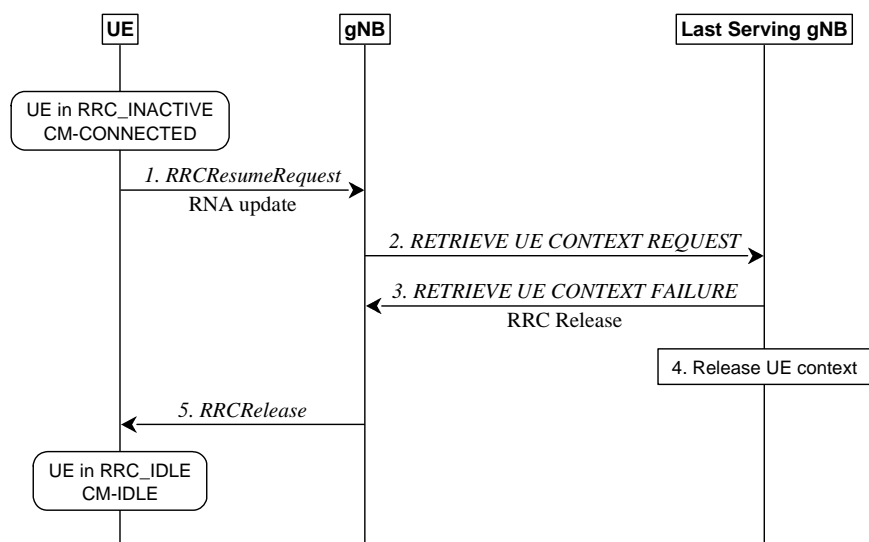 UE
gNB
Last Serving gNB
UE in RRC_INACTIVE
CM-CONNECTED
1. RRCResumeRequest
RNA update
2. RETRIEVE UE CONTEXT REQUEST
3. RETRIEVE UE CONTEXT FAILURE
RRC Release
4. Release UE context
5. RRCRelease
UE in RRC_IDLE
CM-IDLE